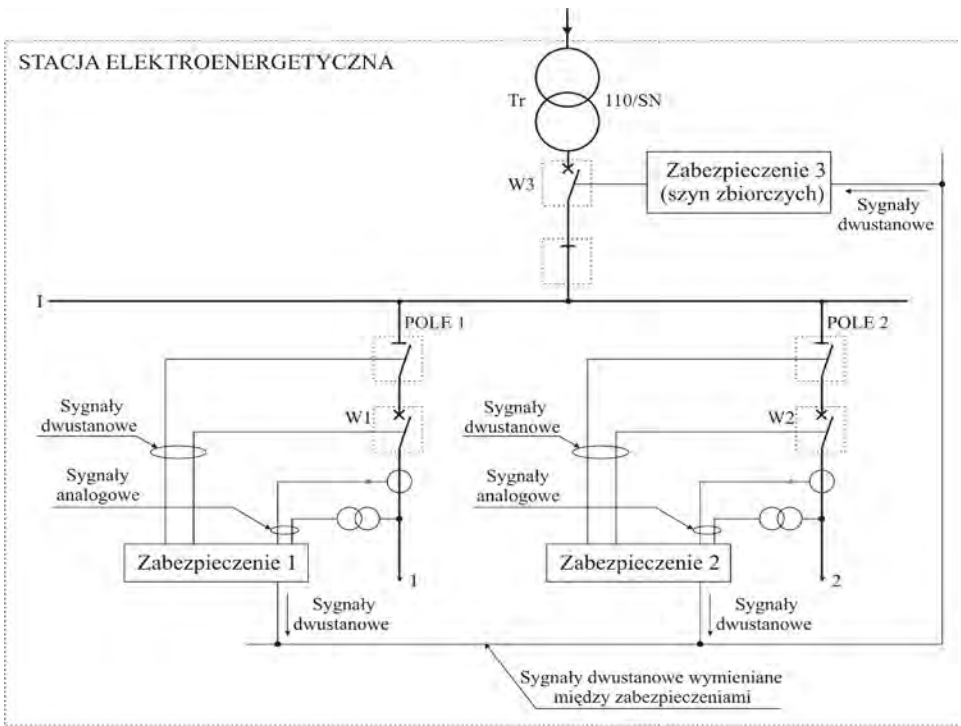 STACJA ELEKTROENERGETYCZNA
Tr
110/SN
W3
Zabezpieczenie 3
(szyn zbiorczych)
Sygnały
dwustanowe
I
POLE 1
POLE 2
Sygnały
dwustanowe
W1
Sygnały
dwustanowe
W2
Sygnały
analogowe
Sygnały
analogowe
Zabezpieczenie 1
1
Zabezpieczenie 2
2
Sygnały
dwustanowe
Sygnały
dwustanowe
Sygnały dwustanowe wymieniane
między zabezpieczeniami